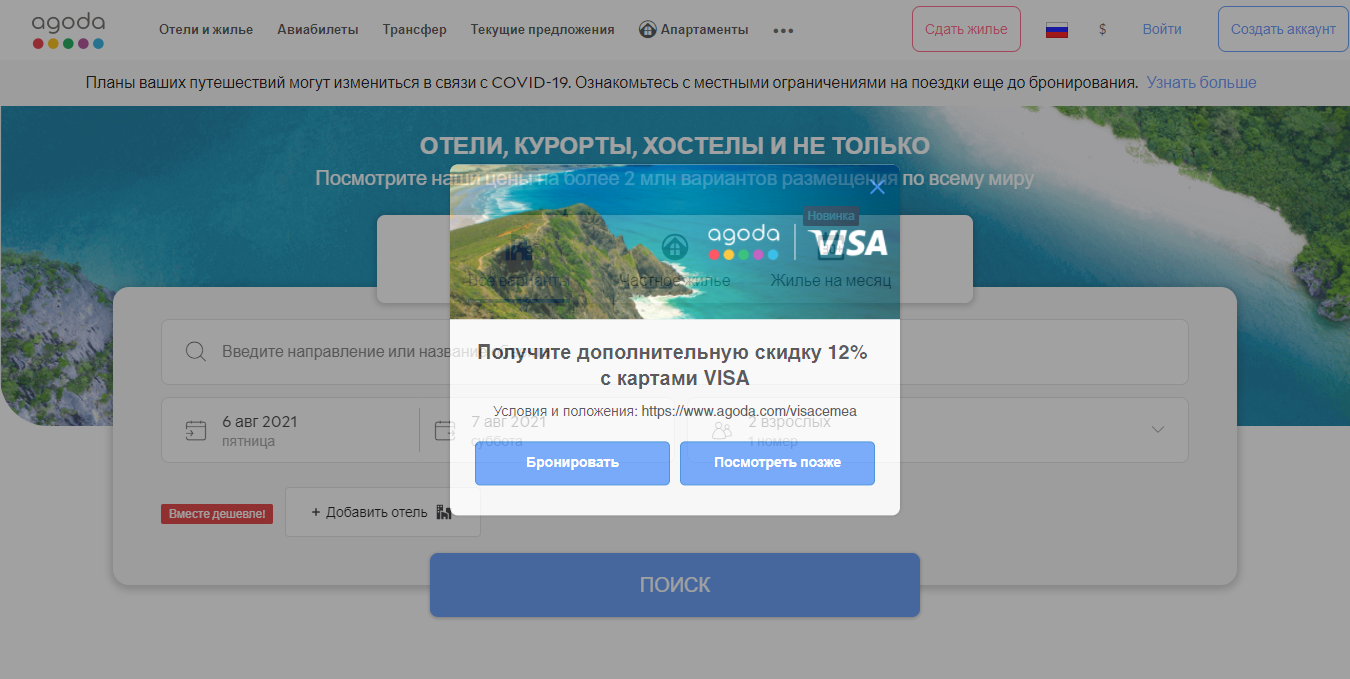 agoda
Отели и жилье Авиабилеты Трансфер Текущие предложения Апартаменты ••• Сдать жилье $ Войти Создать аккаунт
Планы ваших путешествий могут измениться в связи с COVID-19. Ознакомьтесь с местными ограничениями на поездки еще до бронирования. Узнать больше
ОТЕЛИ, КУРОРТЫ, ХОСТЕЛЫ И НЕ ТОЛЬКО
Посмотрите наши цены на более 2 млн вариантов размещения по всему миру
Новинка
agoda VISA
Все варианты Частное жилье Жилье на месяц
Введите направление или название
Получите дополнительную скидку 12%
с картами VISA
Условия и положения: https://www.agoda.com/visacemea
6 авг 2021 7 авг 2021 2 взрослых
пятница суббота 1 номер
Бронировать Посмотреть позже
Вместе дешевле! + Добавить отель
ПОИСК